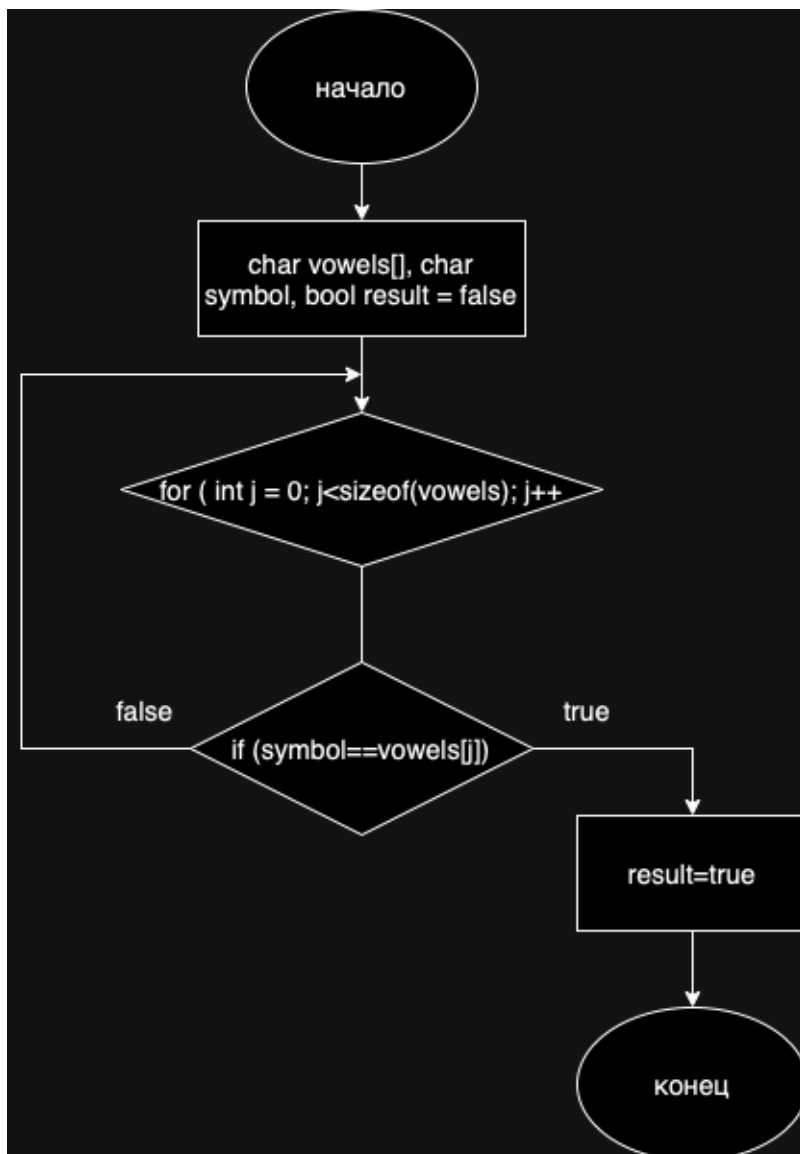 начало
char vowels[], char
symbol, bool result = false
for ( int j = 0; j<sizeof(vowels); j++
false
true
if (symbol==vowels[j])
result=true
конец